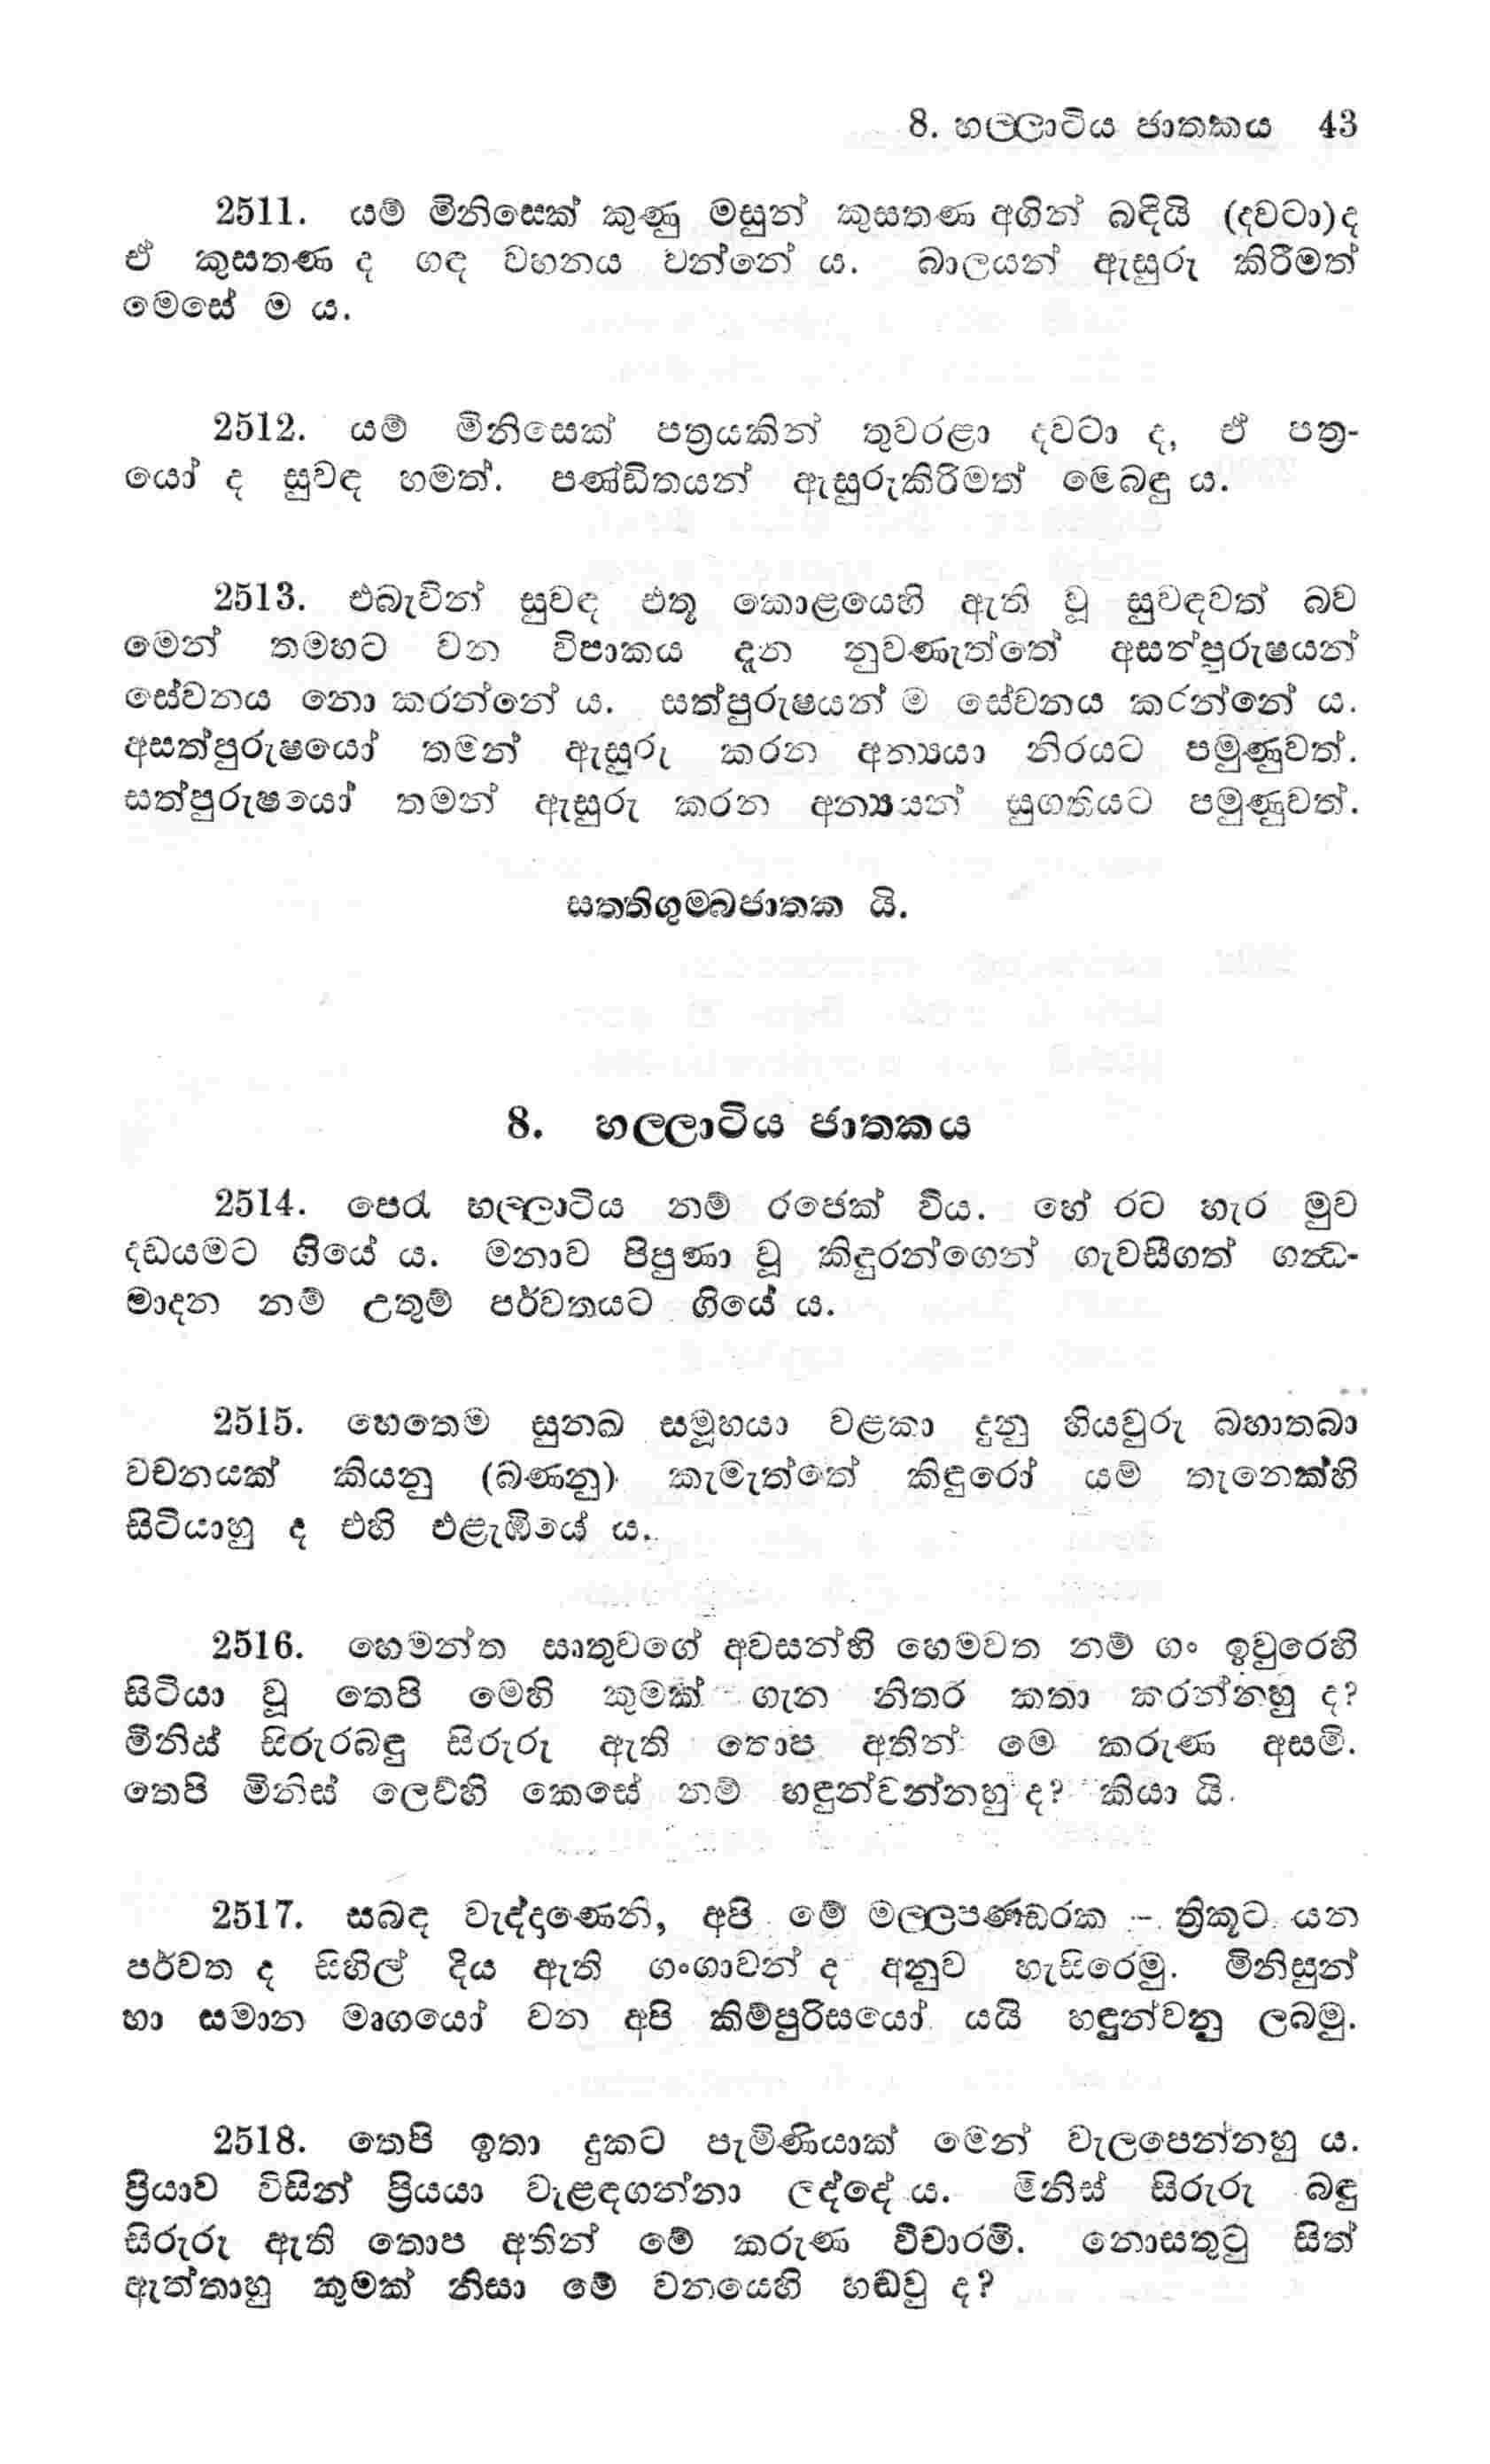 8. භල්ලාටිය ජාතකය 43
2511. යම් මිනිසෙක් කුණු මසුන් කුසතණ අගින් බඳියි (දවටා)ද
ඒ කුසතණ ද ගඳ වහනය වන්නේ ය. බාලයන් ඇසුරු කිරීමත්
මෙසේ ම ය.
2512. යම් මිනිසෙක් පත්‍රයකින් තුවරළා දවටා ද, ඒ පත්‍ර-
යෝ ද සුවඳ හමත්. පණ්ඩිතයන් ඇසුරුකිරීමත් මෙබඳු ය.
2513. එබැවින් සුවඳ එතූ කොළයෙහි ඇති වූ සුවඳවත් බව
මෙන් තමහට වන විපාකය දැන නුවණැත්තේ අසත්පුරුෂයන්
සේවනය නො කරන්නේ ය. සත්පුරුෂයන් ම සේවනය කරන්නේ ය.
අසත්පුරුෂයෝ තමන් ඇසුරු කරන අන්‍යයා නිරයට පමුණුවත්.
සත්පුරුෂයෝ තමන් ඇසුරු කරන අන්‍යයන් සුගතියට පමුණුවත්.
සත්තිගුම්බජාතක යි.
8. භල්ලාටිය ජාතකය
2514. පෙර භල්ලාටිය නම් රජෙක් විය. හේ රට හැර මුව
දඩයමට ගියේ ය. මනාව පිපුණා වූ කිඳුරන්ගෙන් ගැවසීගත් ගන්ධ-
මාදන නම් උතුම් පර්වතයට ගියේ ය.
2515. හෙතෙම සුනඛ සමූහයා වළකා දුනු හියවුරු බහාතබා
වචනයක් කියනු (බණනු) කැමැත්තේ කිඳුරෝ යම් තැනෙක්හි
සිටියාහු ද එහි එළැඹියේ ය.
2516. හෙමන්ත සෘතුවගේ අවසන්හි හෙමවත නම් ගං ඉවුරෙහි
සිටියා වූ තෙපි මෙහි කුමක් ගැන නිතර කතා කරන්නහු ද?
මිනිස් සිරුරබඳු සිරුරු ඇති තොප අතින් මෙ කරුණ අසමි.
තෙපි මිනිස් ලෙව්හි කෙසේ නම් හඳුන්වන්නහු ද? කියා යි.
2517. සබඳ වැද්දාණෙනි, අපි මේ මල්ලපණ්ඩරක - ත්‍රිකූට යන
පර්වත ද සිහිල් දිය ඇති ගංගාවන් ද අනුව හැසිරෙමු. මිනිසුන්
හා සමාන මෘගයෝ වන අපි කිම්පුරිසයෝ යයි හඳුන්වනු ලබමු.
2518. තෙපි ඉතා දුකට පැමිණියාක් මෙන් වැලපෙන්නහු ය.
ප්‍රියාව විසින් ප්‍රියයා වැළඳගන්නා ලද්දේ ය. මිනිස් සිරුරු බඳු
සිරුරු ඇති තොප අතින් මේ කරුණ විචාරමි. නොසතුටු සිත්
ඇත්තාහු කුමක් නිසා මේ වනයෙහි හඬවු ද?